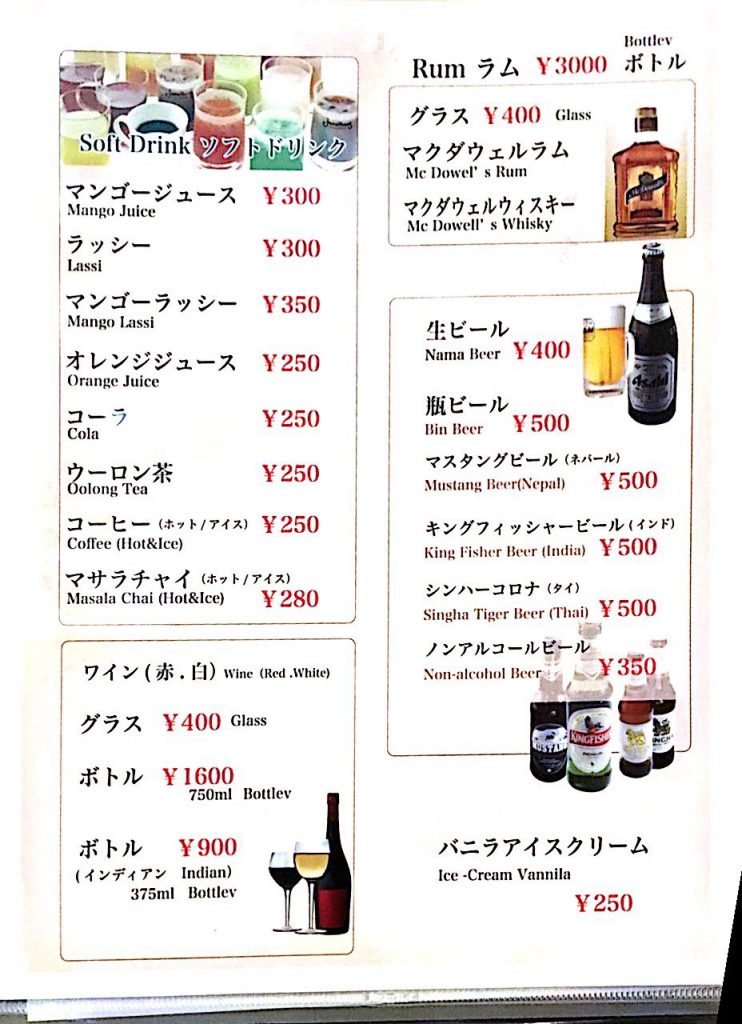 Soft Drink ソフトドリンク
マンゴージュース ￥300
Mango Juice
ラッシー ￥300
Lassi
マンゴーラッシー ￥350
Mango Lassi
オレンジジュース ￥250
Orange Juice
コーラ ￥250
Cola
ウーロン茶 ￥250
Oolong Tea
コーヒー（ホット/アイス） ￥250
Coffee (Hot&Ice)
マサラチャイ（ホット/アイス）
Masala Chai (Hot&Ice) ￥280
ワイン(赤.白) Wine (Red .White)
グラス ￥400 Glass
ボトル ￥1600
750ml Bottlev
ボトル ￥900
(インディアン Indian)
375ml Bottlev
Bottlev
Rum ラム ￥3000 ボトル
グラス ￥400 Glass
マクダウェルラム
Mc Dowel's Rum
マクダウェルウィスキー
Mc Dowell's Whisky
McDowell's
生ビール
Nama Beer ￥400
瓶ビール
Bin Beer ￥500
Asahi
マスタングビール（ネパール）
Mustang Beer(Nepal) ￥500
キングフィッシャービール(インド)
King Fisher Beer (India) ￥500
シンハーコロナ（タイ）
Singha Tiger Beer (Thai) ￥500
ノンアルコールビール
Non-alcohol Beer ￥350
KINGFISHER
バニラアイスクリーム
Ice -Cream Vannila
￥250